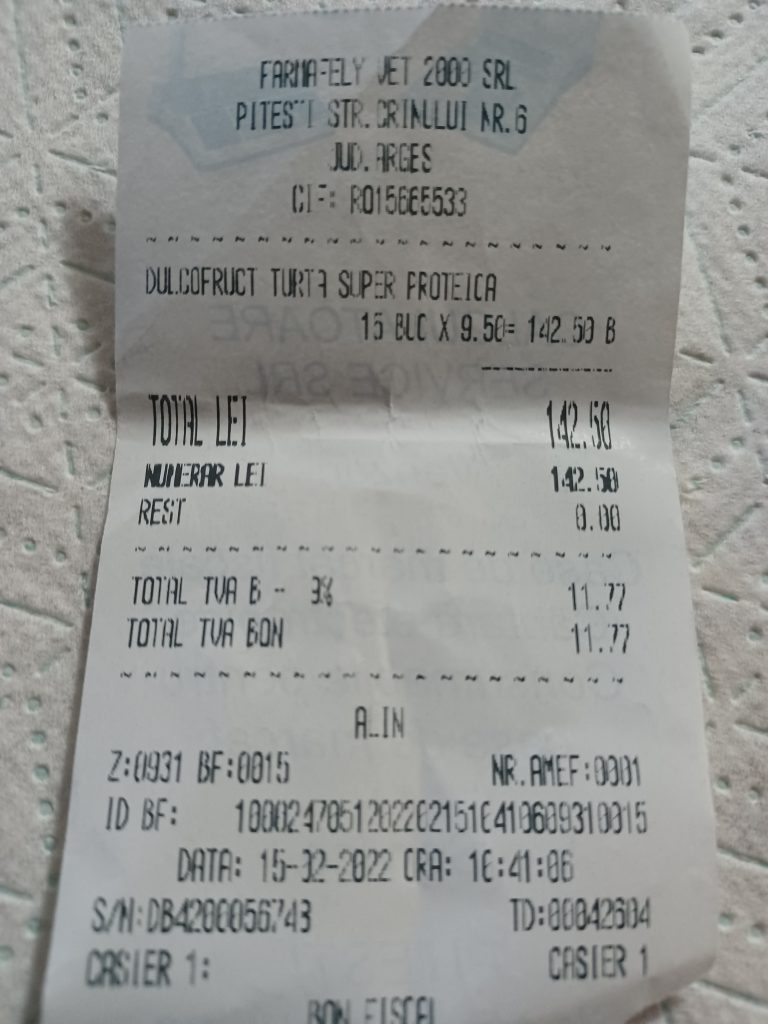 FARMAFELY VET 2000 SRL
PITESTI STR.CRINULUI NR.6
JUD.ARGES
CIF: RO15665533
DULCOFRUCT TURTA SUPER PROTEICA
15 BUC X 9.50= 142.50 B
TOTAL LEI 142.50
NUMERAR LEI 142.50
REST 0.00
TOTAL TVA B - 9% 11.77
TOTAL TVA BON 11.77
ALIN
Z:0931 BF:0015 NR.AMEF:0001
ID BF: 10002470512022021516410609310015
DATA: 15-02-2022 ORA: 16:41:06
S/N:DB4200056743 TD:00042604
CASIER 1: CASIER 1
BON FISCAL